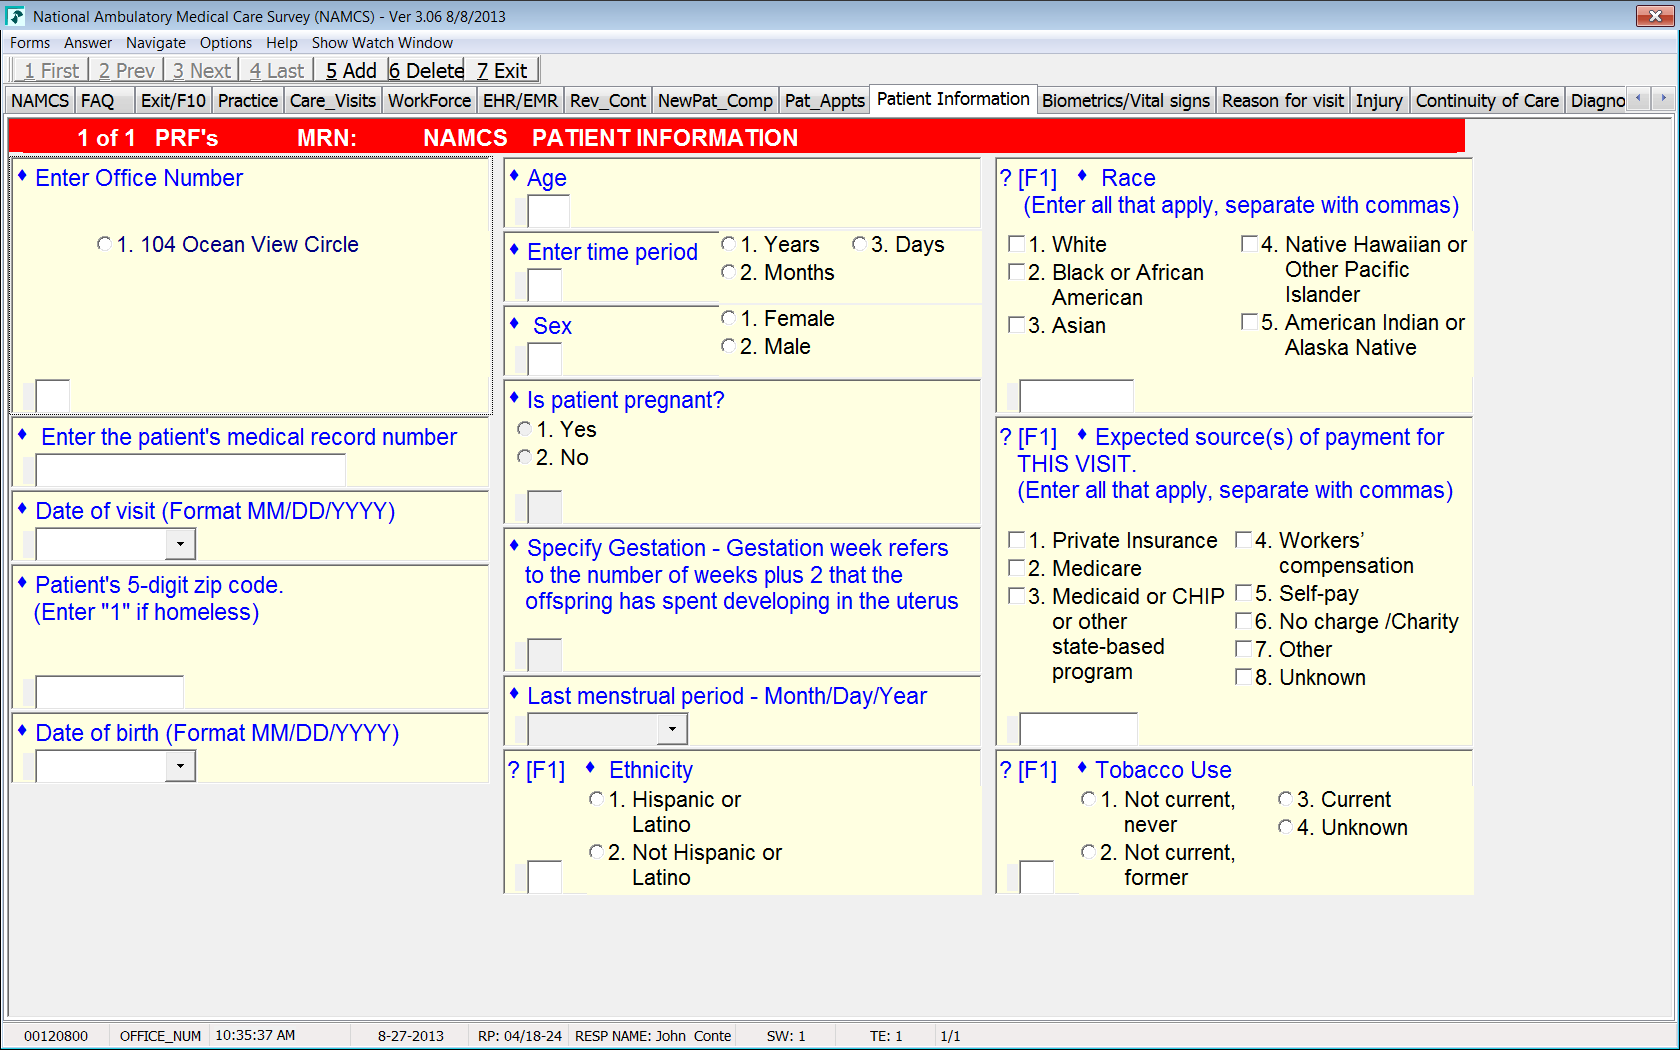 National Ambulatory Medical Care Survey (NAMCS) - Ver 3.06 8/8/2013
Forms Answer Navigate Options Help Show Watch Window
1 First 2 Prev 3 Next 4 Last 5 Add 6 Delete 7 Exit
NAMCS FAQ Exit/F10 Practice Care_Visits WorkForce EHR/EMR Rev_Cont NewPat_Comp Pat_Appts Patient Information Biometrics/Vital signs Reason for visit Injury Continuity of Care Diagno
1 of 1 PRF's MRN: NAMCS PATIENT INFORMATION
♦ Enter Office Number
1. 104 Ocean View Circle
♦ Enter the patient's medical record number
♦ Date of visit (Format MM/DD/YYYY)
♦ Patient's 5-digit zip code.
(Enter "1" if homeless)
♦ Date of birth (Format MM/DD/YYYY)
♦ Age
♦ Enter time period
1. Years 3. Days
2. Months
♦ Sex
1. Female
2. Male
♦ Is patient pregnant?
1. Yes
2. No
♦ Specify Gestation - Gestation week refers
to the number of weeks plus 2 that the
offspring has spent developing in the uterus
♦ Last menstrual period - Month/Day/Year
? [F1] ♦ Ethnicity
1. Hispanic or
Latino
2. Not Hispanic or
Latino
? [F1] ♦ Race
(Enter all that apply, separate with commas)
1. White
2. Black or African
American
3. Asian
4. Native Hawaiian or
Other Pacific
Islander
5. American Indian or
Alaska Native
? [F1] ♦ Expected source(s) of payment for
THIS VISIT.
(Enter all that apply, separate with commas)
1. Private Insurance
2. Medicare
3. Medicaid or CHIP
or other
state-based
program
4. Workers’
compensation
5. Self-pay
6. No charge /Charity
7. Other
8. Unknown
? [F1] ♦ Tobacco Use
1. Not current,
never
2. Not current,
former
3. Current
4. Unknown
00120800 OFFICE_NUM 10:35:37 AM 8-27-2013 RP: 04/18-24 RESP NAME: John Conte SW: 1 TE: 1 1/1